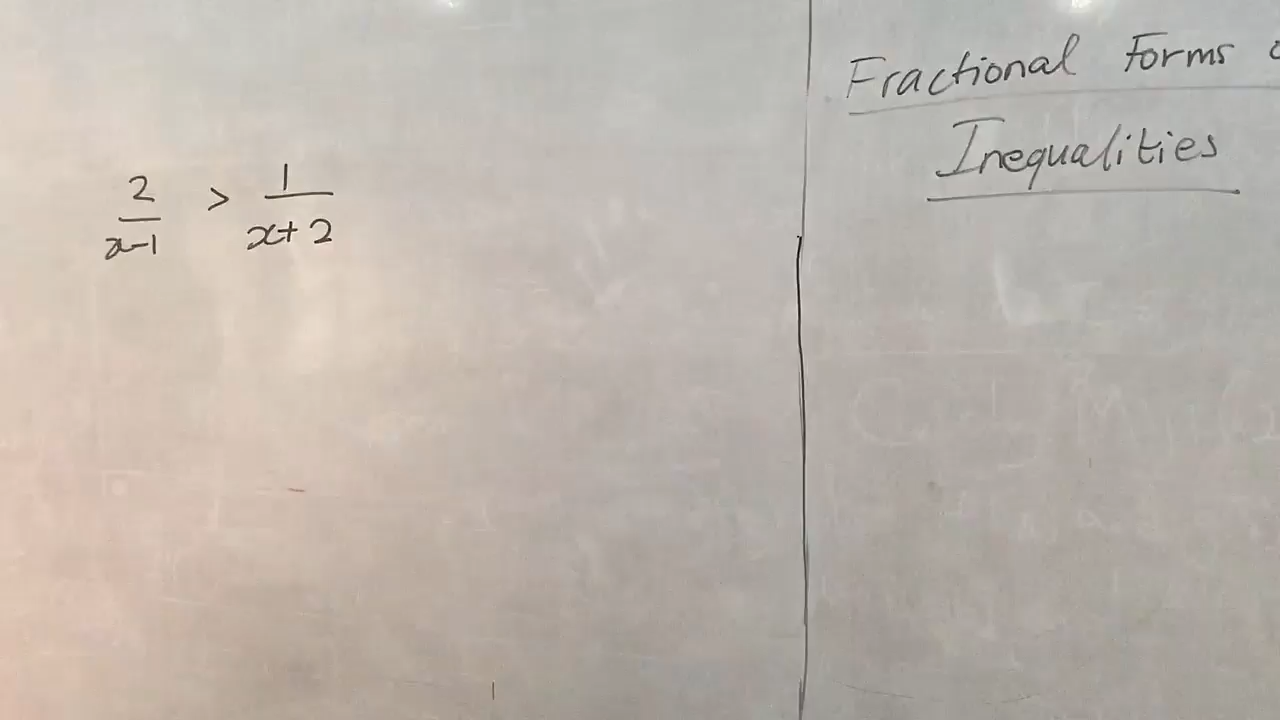 2/(x-1) > 1/(x+2)
Fractional Forms
Inequalities